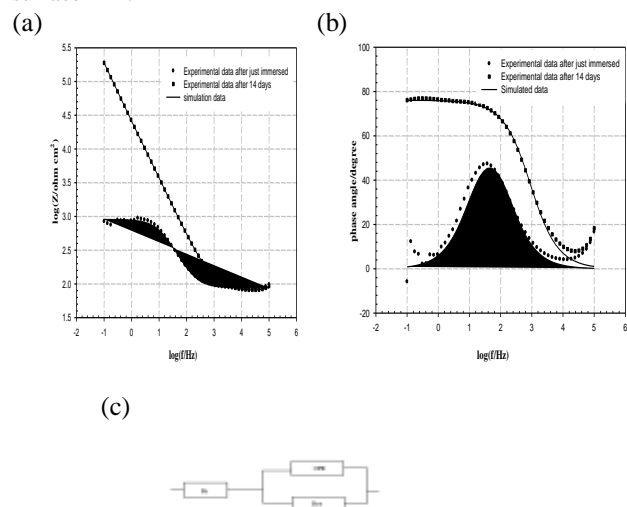 (a)
(b)
5.5
5.0
4.5
4.0
3.5
3.0
2.5
2.0
1.5
-2 -1 0 1 2 3 4 5 6
log(Z/ohm cm²)
log(f/Hz)
Experimental data after just immersed
Experimental data after 14 days
simulation data
100
80
60
40
20
0
-20
-2 -1 0 1 2 3 4 5 6
phase angle/degree
log(f/Hz)
Experimental data after just immersed
Experimental data after 14 days
Simulated data
(c)